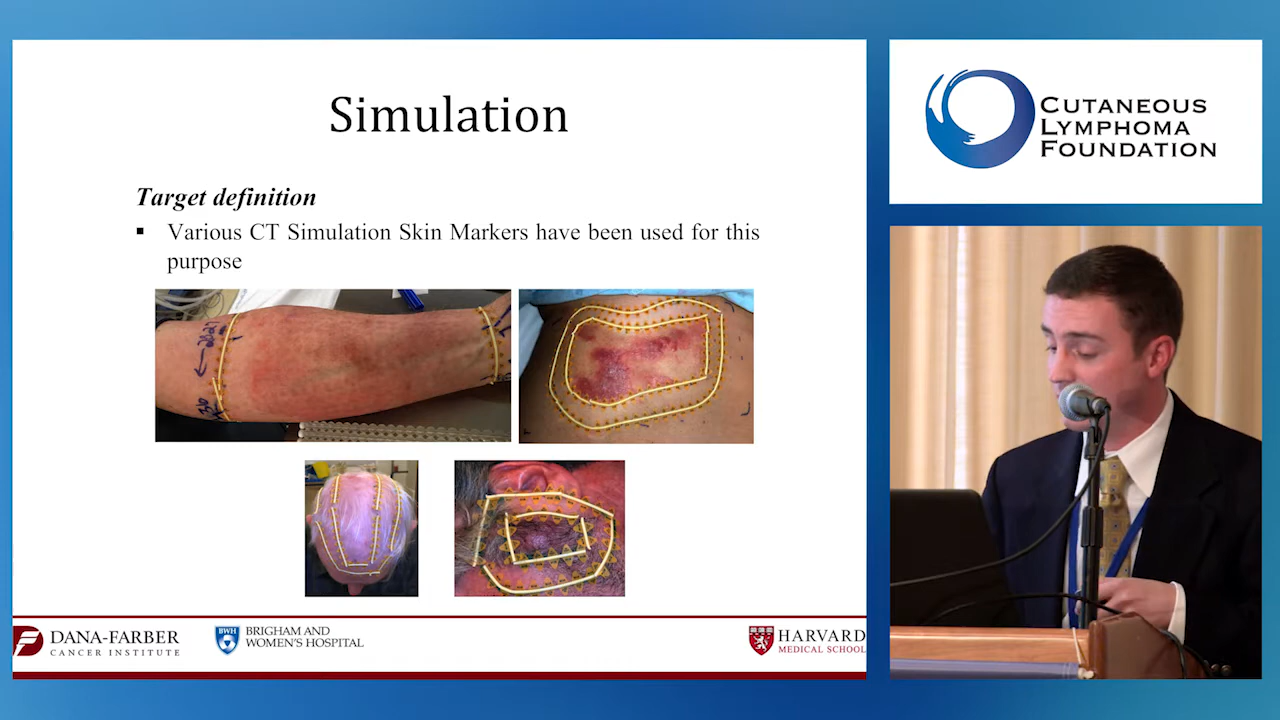 Simulation
Target definition
▪ Various CT Simulation Skin Markers have been used for this
purpose
DANA-FARBER
CANCER INSTITUTE
BWH
BRIGHAM AND
WOMEN'S HOSPITAL
HARVARD
MEDICAL SCHOOL
CUTANEOUS
LYMPHOMA
FOUNDATION